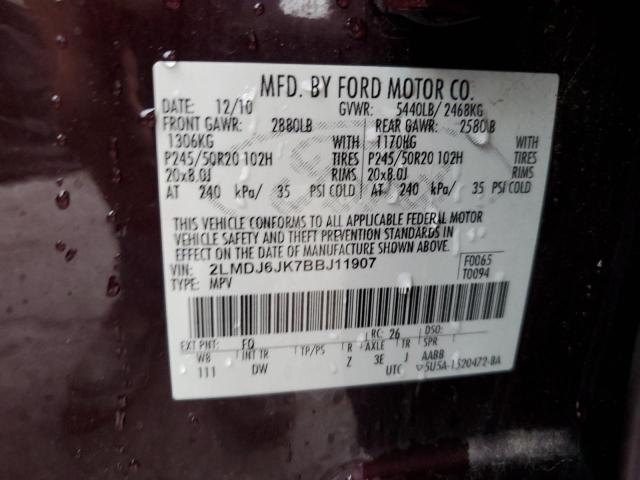 MFD. BY FORD MOTOR CO.
DATE: 12/10 GVWR: 5440LB/ 2468KG
FRONT GAWR: 2880LB REAR GAWR: 2580LB
1306KG WITH 1170KG WITH
P245/50R20 102H TIRES P245/50R20 102H TIRES
20x8.0J RIMS 20x8.0J RIMS
AT 240 kPa/ 35 PSI COLD AT 240 kPa/ 35 PSI COLD
THIS VEHICLE CONFORMS TO ALL APPLICABLE FEDERAL MOTOR
VEHICLE SAFETY AND THEFT PREVENTION STANDARDS IN
EFFECT ON THE DATE OF MANUFACTURE SHOWN ABOVE.
VIN: 2LMDJ6JK7BBJ11907 F0065
TYPE: MPV T0094
EXT PNT: FQ RC: 26 DSO:
WB INT TR TP/PS R AXLE TR SPR
111 DW Z 3E J AABB
UTC 5U5A-1520472-BA